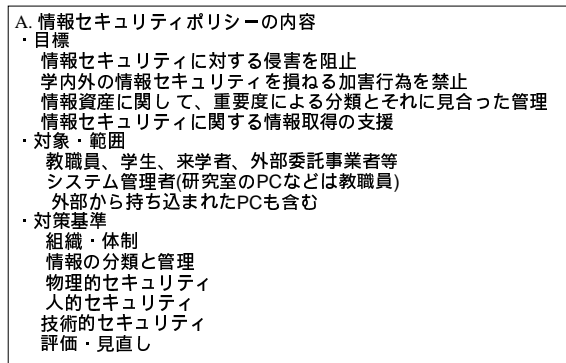 A. 情報セキュリティポリシーの内容
・目標
情報セキュリティに対する侵害を阻止
学内外の情報セキュリティを損ねる加害行為を禁止
情報資産に関して、重要度による分類とそれに見合った管理
情報セキュリティに関する情報取得の支援
・対象・範囲
教職員、学生、来学者、外部委託事業者等
システム管理者(研究室のPCなどは教職員)
外部から持ち込まれたPCも含む
・対策基準
組織・体制
情報の分類と管理
物理的セキュリティ
人的セキュリティ
技術的セキュリティ
評価・見直し